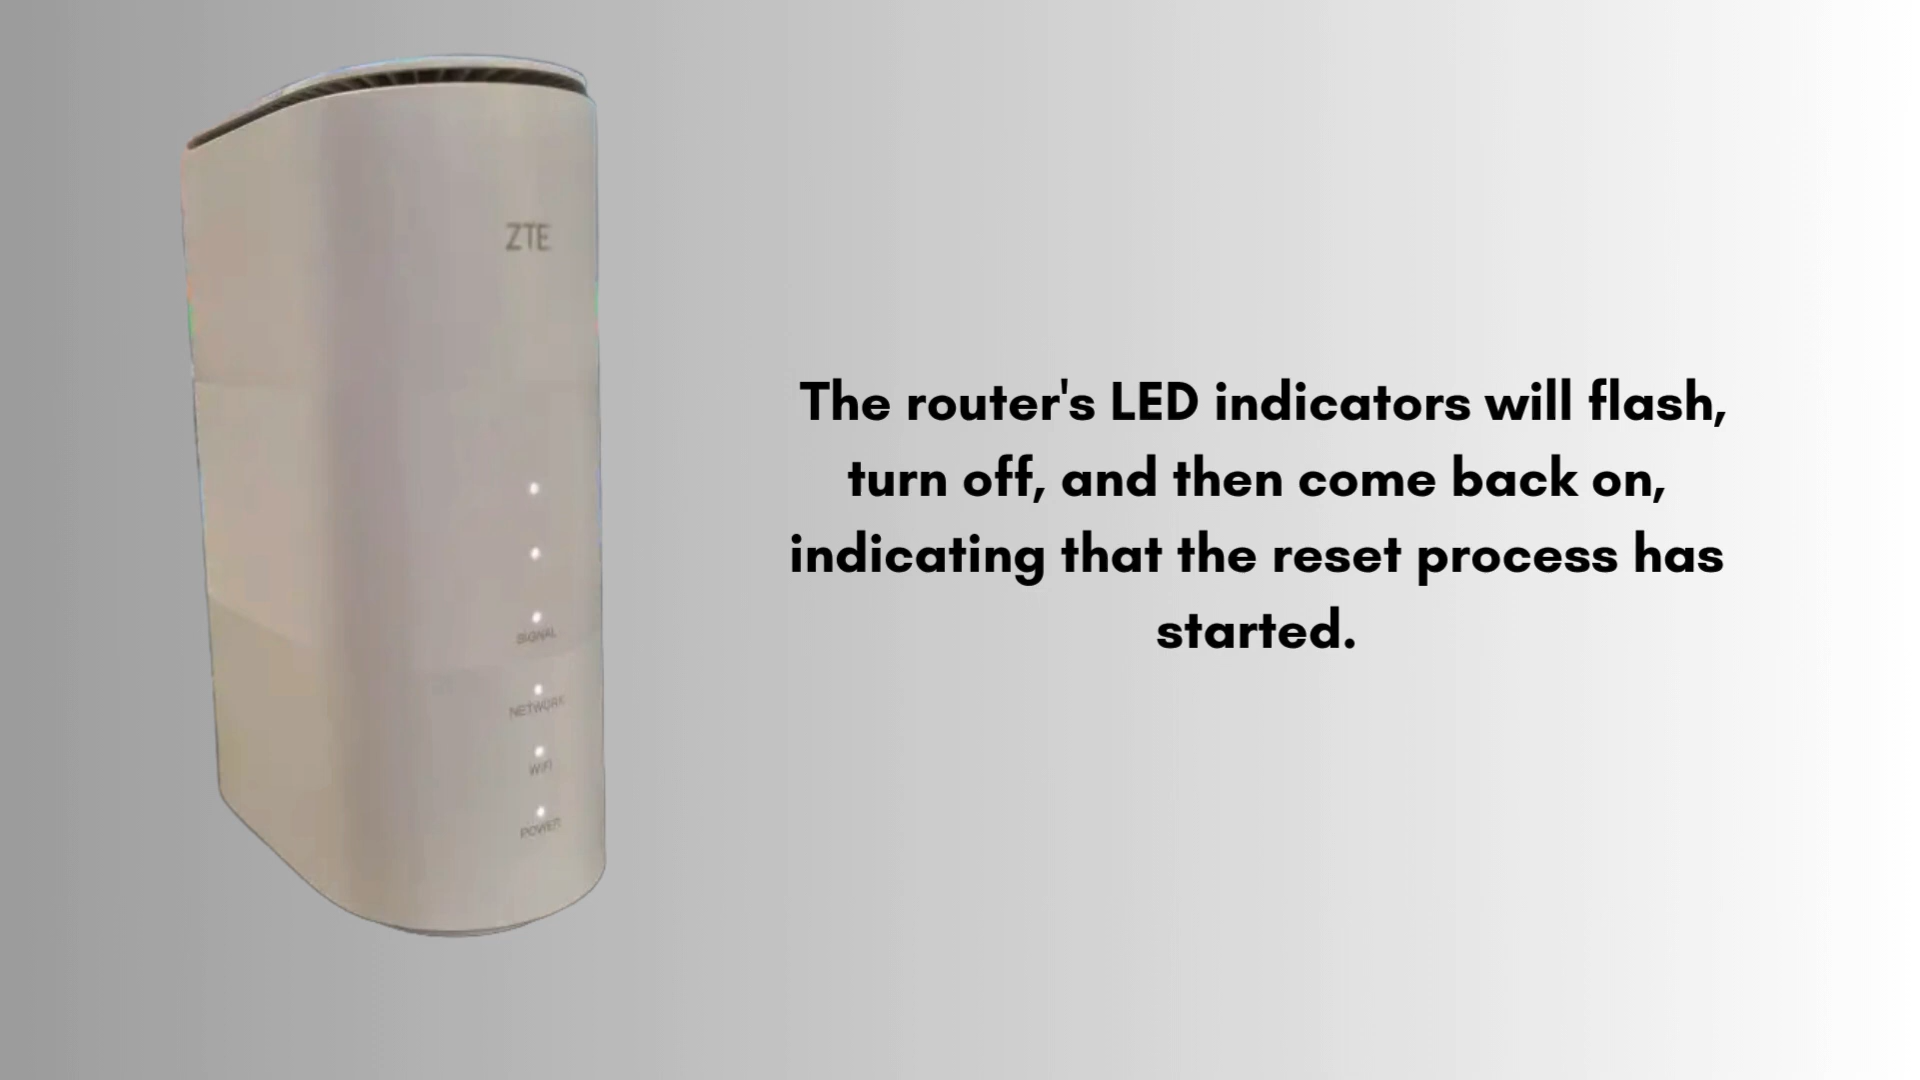 ZTE
SIGNAL
NETWORK
WIFI
POWER
The router's LED indicators will flash,
turn off, and then come back on,
indicating that the reset process has
started.